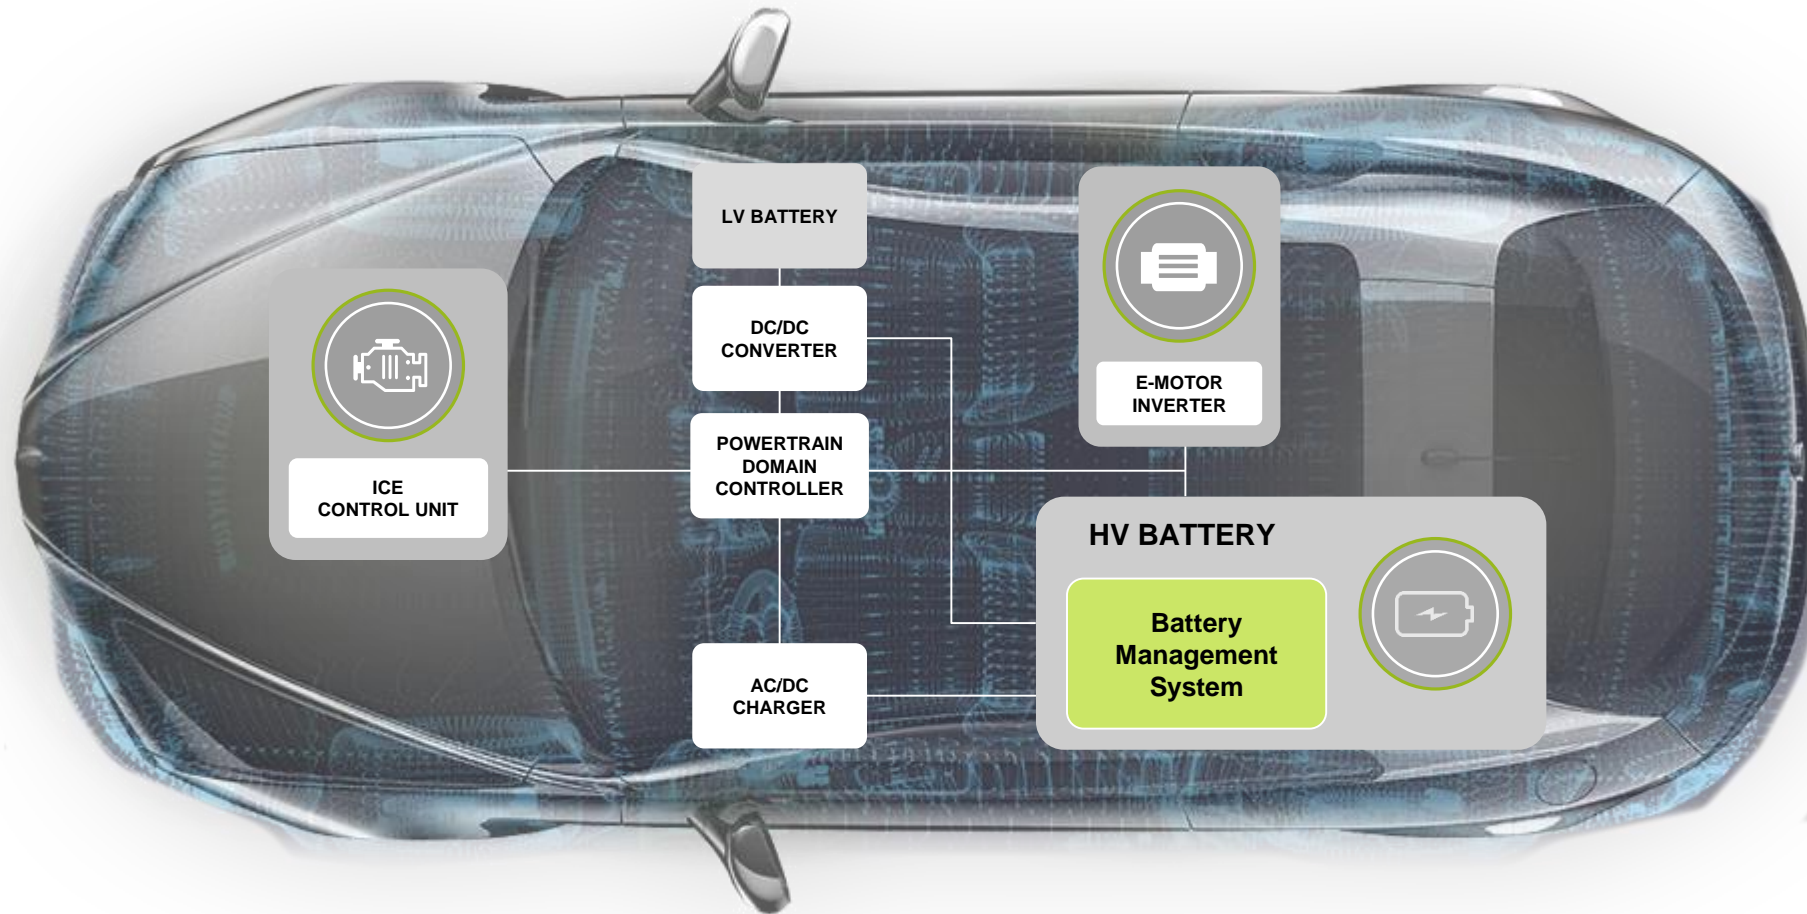 LV BATTERY
DC/DC
CONVERTER
E-MOTOR
INVERTER
ICE
CONTROL UNIT
POWERTRAIN
DOMAIN
CONTROLLER
HV BATTERY
Battery
Management
System
AC/DC
CHARGER